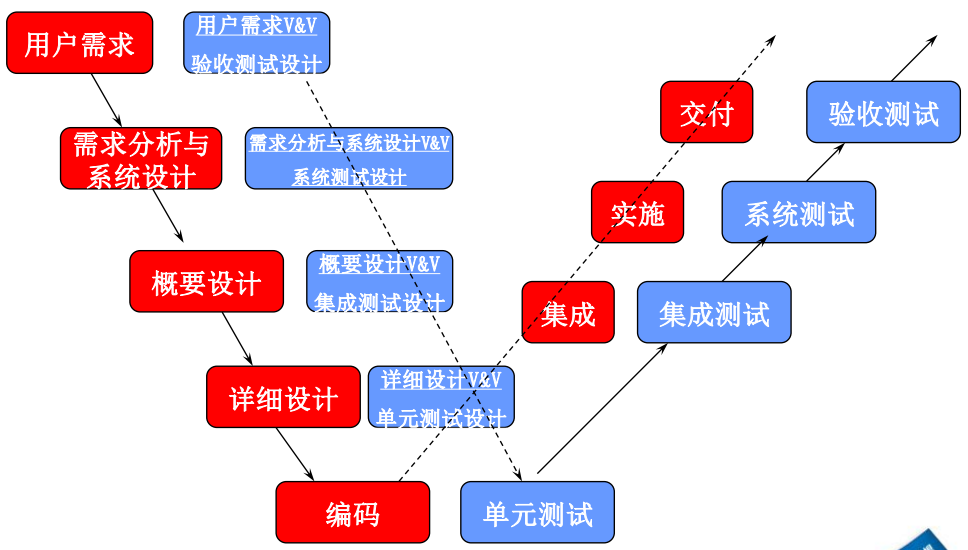 用户需求
用户需求V&V
验收测试设计
交付
验收测试
需求分析与
系统设计
需求分析与系统设计V&V
系统测试设计
实施
系统测试
概要设计
概要设计V&V
集成测试设计
集成
集成测试
详细设计
详细设计V&V
单元测试设计
编码
单元测试